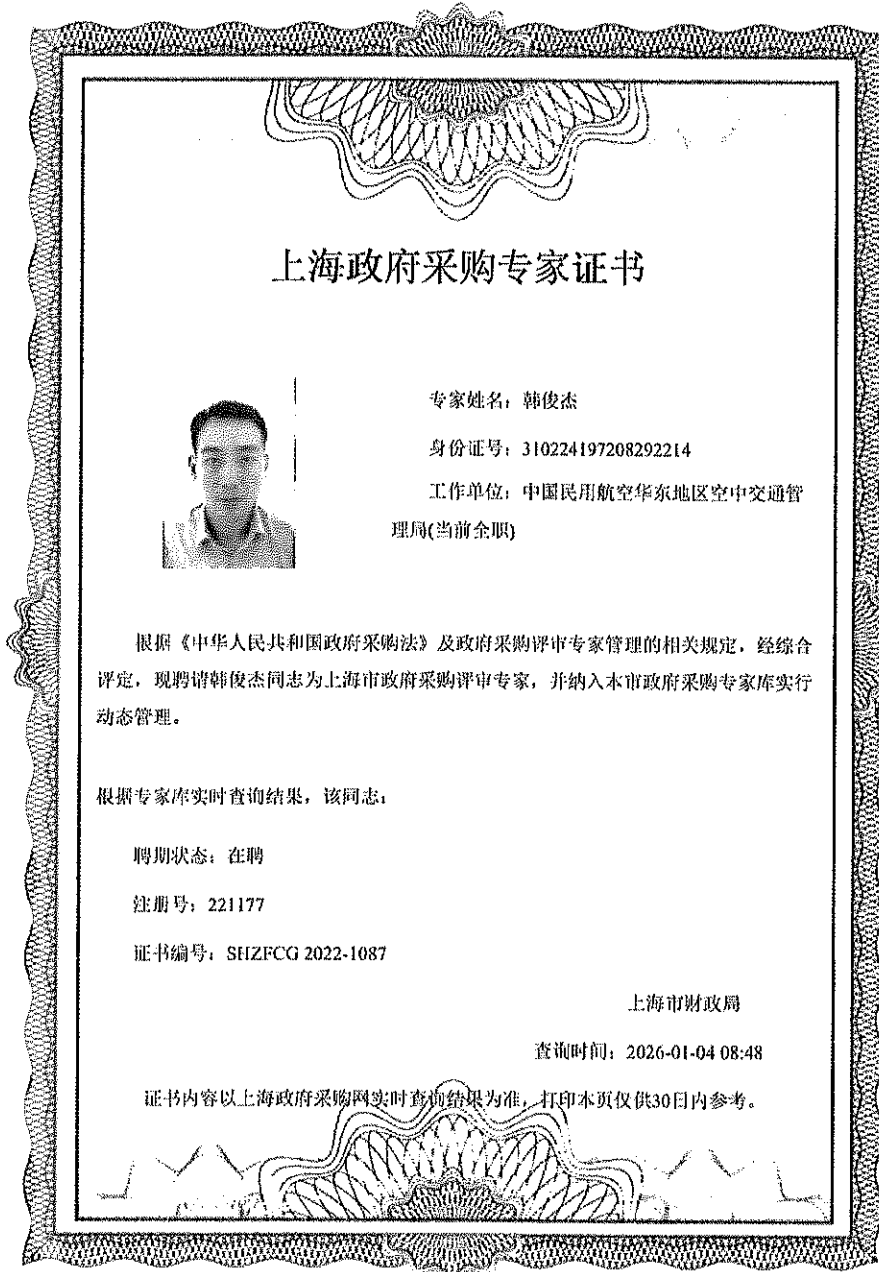 上海政府采购专家证书
专家姓名：韩俊杰
身份证号：310224197208292214
工作单位：中国民用航空华东地区空中交通管
理局(当前全职)
根据《中华人民共和国政府采购法》及政府采购评审专家管理的相关规定，经综合
评定，现聘请韩俊杰同志为上海市政府采购评审专家，并纳入本市政府采购专家库实行
动态管理。
根据专家库实时查询结果，该同志：
聘期状态：在聘
注册号：221177
证书编号：SHZFCG 2022-1087
上海市财政局
查询时间：2026-01-04 08:48
证书内容以上海政府采购网实时查询结果为准，打印本页仅供30日内参考。